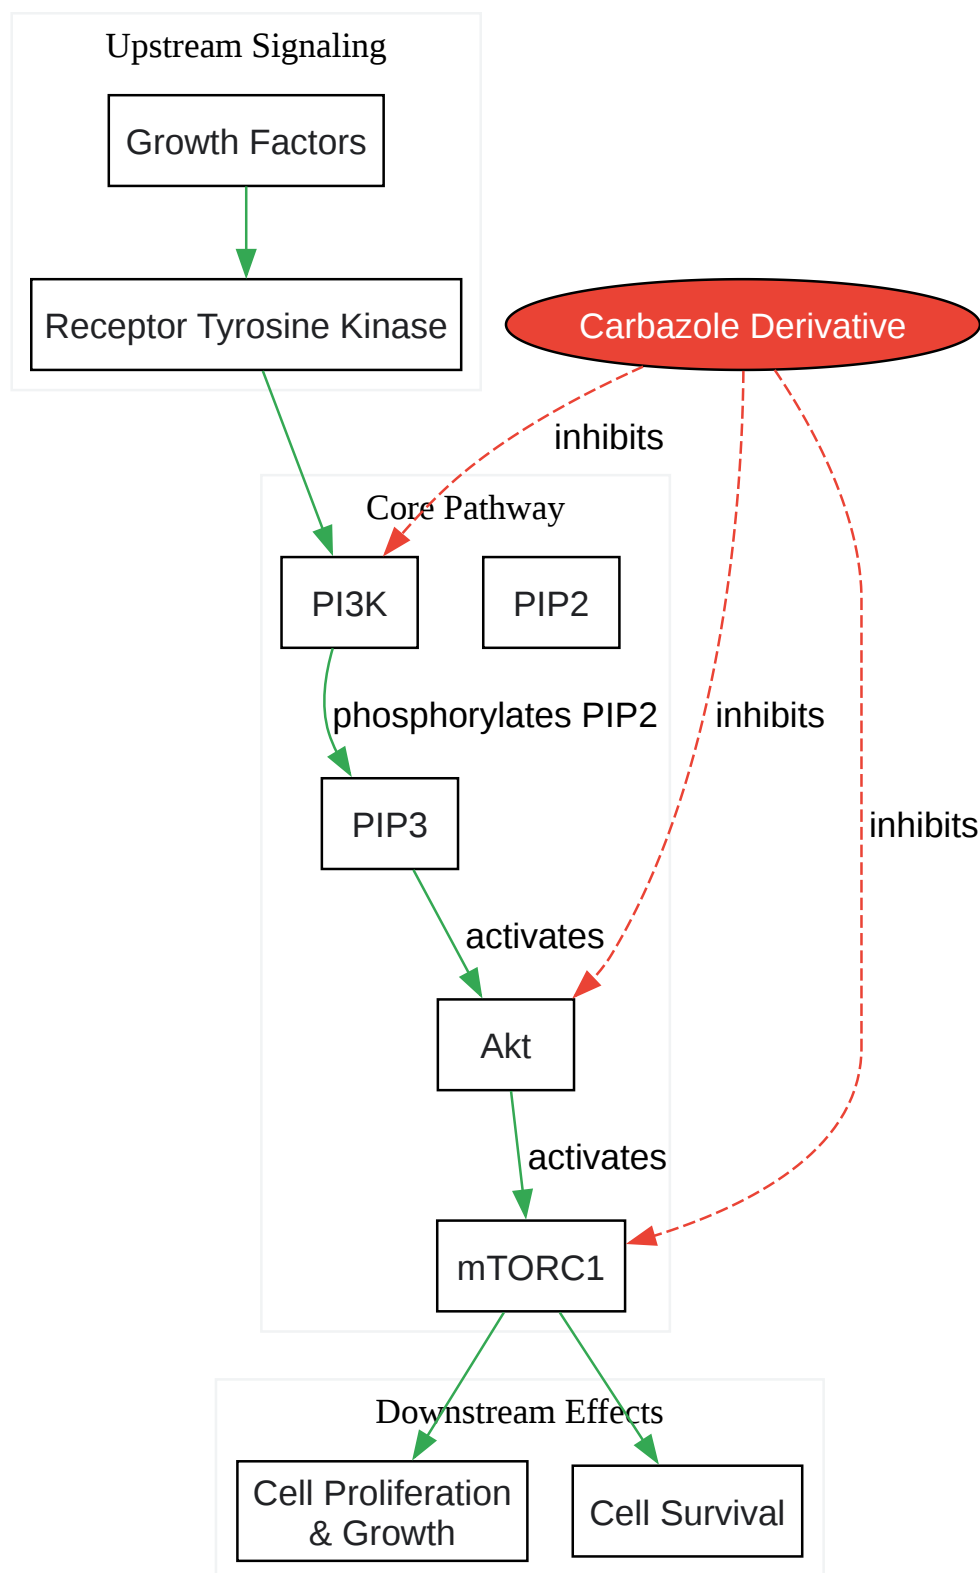 Upstream Signaling
Growth Factors
Receptor Tyrosine Kinase
Carbazole Derivative
inhibits
Core Pathway
PI3K
PIP2
phosphorylates PIP2
inhibits
PIP3
inhibits
activates
Akt
activates
mTORC1
Downstream Effects
Cell Proliferation
& Growth
Cell Survival